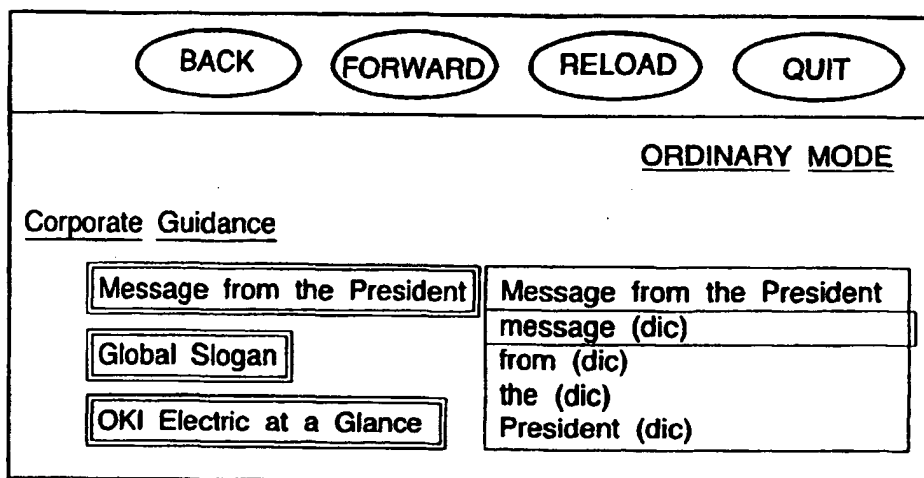 BACK FORWARD RELOAD QUIT
ORDINARY MODE
Corporate Guidance
Message from the President
Global Slogan
OKI Electric at a Glance
Message from the President
message (dic)
from (dic)
the (dic)
President (dic)